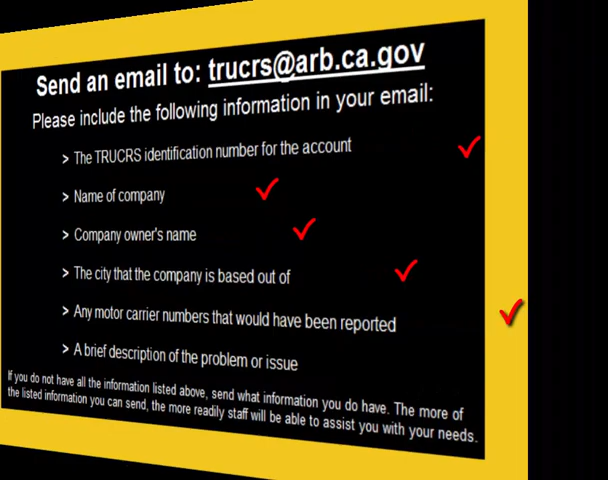 Send an email to: trucrs@arb.ca.gov
Please include the following information in your email:
> The TRUCRS identification number for the account
> Name of company
> Company owner's name
> The city that the company is based out of
> Any motor carrier numbers that would have been reported
> A brief description of the problem or issue
If you do not have all the information listed above, send what information you do have. The more of
the listed information you can send, the more readily staff will be able to assist you with your needs.